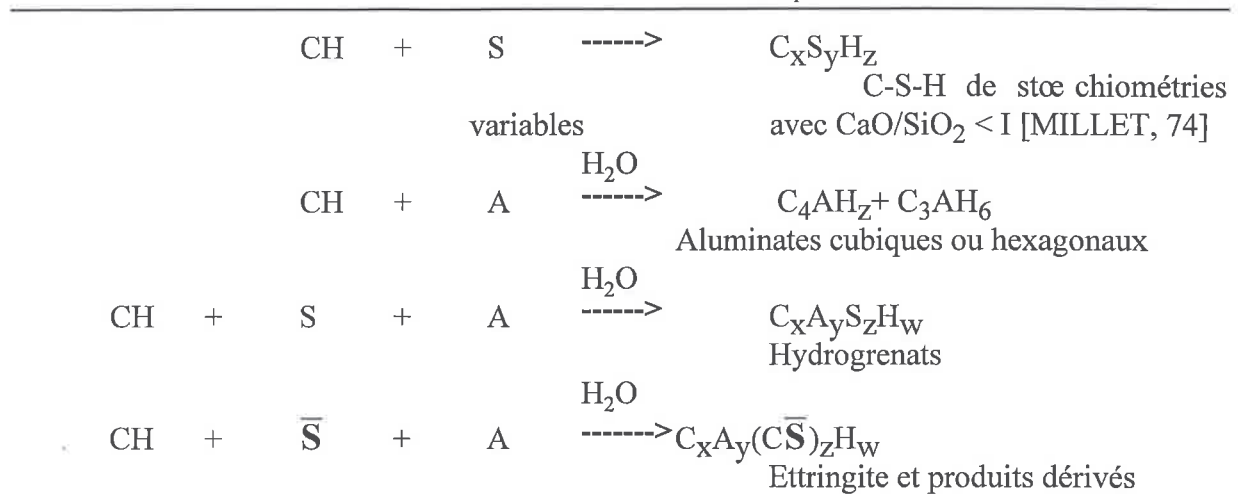 CH + S ------> CxSyHz
C-S-H de stœ chiométries
variables avec CaO/SiO₂ < I [MILLET, 74]
H₂O
CH + A ------> C₄AHz+ C₃AH₆
Aluminates cubiques ou hexagonaux
H₂O
CH + S + A ------> CxAySzHw
Hydrogrenats
H₂O
CH + S̅ + A ------> CxAy(CS̅)zHw
Ettringite et produits dérivés